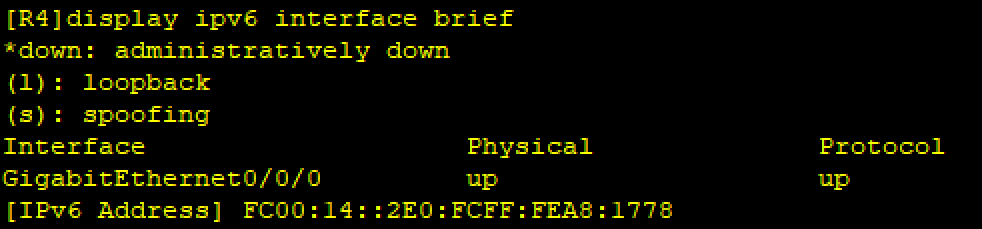 [R4]display ipv6 interface brief
*down: administratively down
(l): loopback
(s): spoofing
Interface Physical Protocol
GigabitEthernet0/0/0 up up
[IPv6 Address] FC00:14::2E0:FCFF:FEA8:1778